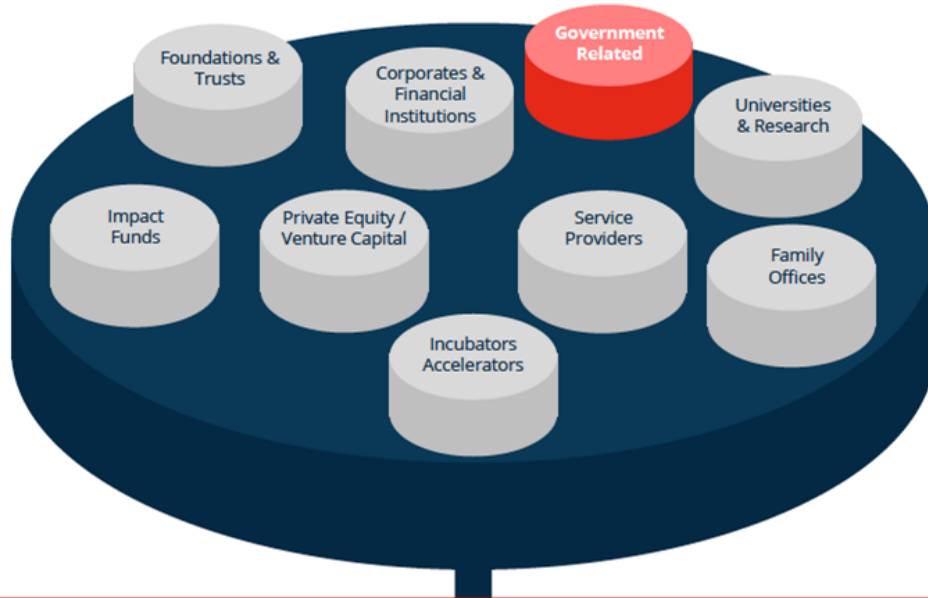 Foundations &
Trusts
Corporates &
Financial
Institutions
Government
Related
Universities
& Research
Impact
Funds
Private Equity /
Venture Capital
Service
Providers
Family
Offices
Incubators
Accelerators